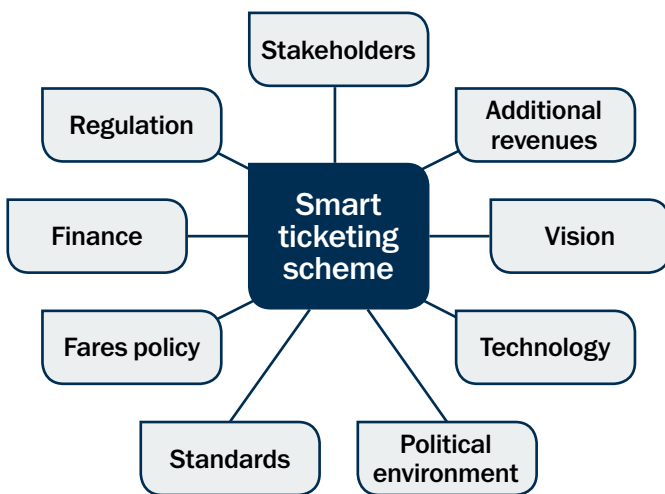 Stakeholders
Regulation
Additional
revenues
Smart
ticketing
scheme
Finance
Vision
Fares policy
Technology
Standards
Political
environment